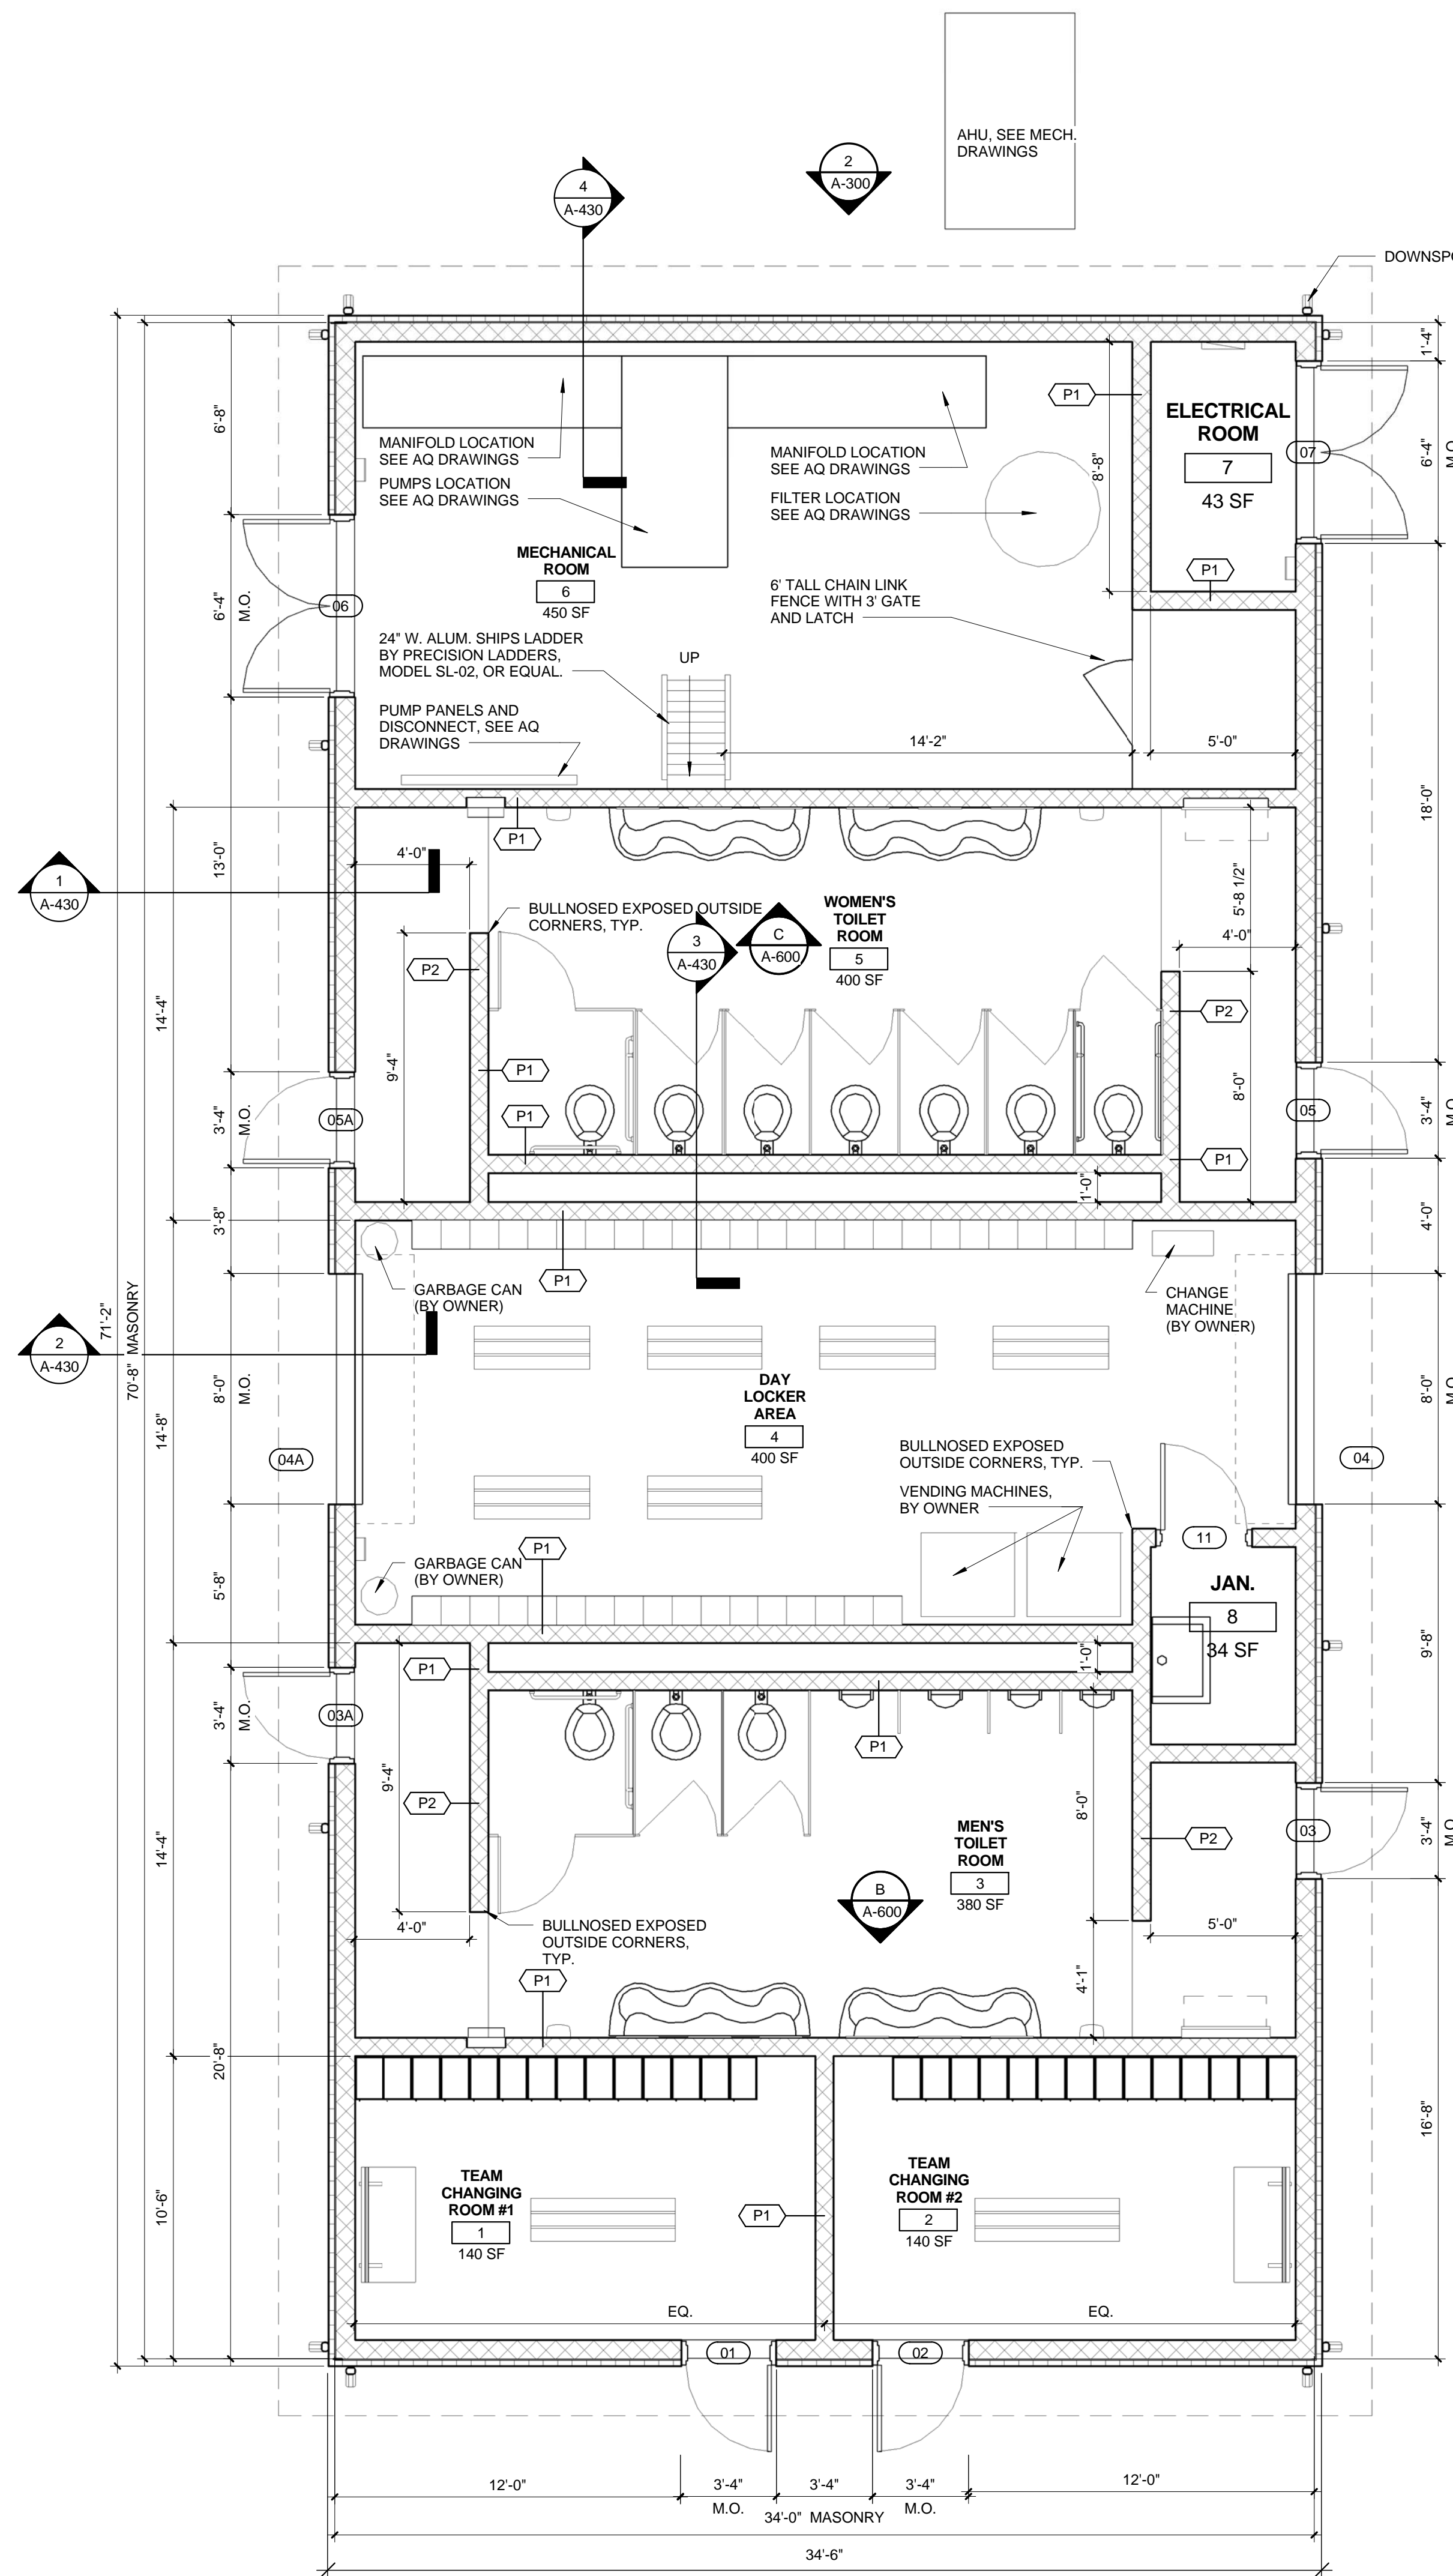 AHU, SEE MECH.
DRAWINGS
2
A-300
4
A-430
DOWNSPO
1'-4"
6'-8"
P1
ELECTRICAL
ROOM
7
43 SF
07
6'-4"
M.O.
MANIFOLD LOCATION
SEE AQ DRAWINGS
MANIFOLD LOCATION
SEE AQ DRAWINGS
8'-8"
PUMPS LOCATION
SEE AQ DRAWINGS
FILTER LOCATION
SEE AQ DRAWINGS
MECHANICAL
ROOM
6
450 SF
P1
6' TALL CHAIN LINK
FENCE WITH 3' GATE
AND LATCH
6'-4"
M.O.
06
24" W. ALUM. SHIPS LADDER
BY PRECISION LADDERS,
MODEL SL-02, OR EQUAL.
UP
PUMP PANELS AND
DISCONNECT, SEE AQ
DRAWINGS
14'-2"
5'-0"
18'-0"
P1
13'-0"
4'-0"
1
A-430
5'-8 1/2"
BULLNOSED EXPOSED OUTSIDE
CORNERS, TYP.
WOMEN'S
TOILET
ROOM
5
400 SF
3
A-430
C
A-600
4'-0"
P2
P2
14'-4"
9'-4"
P1
P1
8'-0"
3'-4"
M.O.
05A
05
3'-4"
M.O.
P1
1'-0"
3'-8"
4'-0"
P1
GARBAGE CAN
(BY OWNER)
CHANGE
MACHINE
(BY OWNER)
71'-2"
70'-8" MASONRY
2
A-430
8'-0"
M.O.
8'-0"
M.O.
DAY
LOCKER
AREA
4
400 SF
14'-8"
04A
04
BULLNOSED EXPOSED
OUTSIDE CORNERS, TYP.
VENDING MACHINES,
BY OWNER
11
P1
GARBAGE CAN
(BY OWNER)
5'-8"
JAN.
8
34 SF
9'-8"
P1
1'-0"
3'-4"
M.O.
03A
P1
9'-4"
P2
8'-0"
MEN'S
TOILET
ROOM
3
380 SF
P2
03
3'-4"
M.O.
14'-4"
B
A-600
4'-0"
BULLNOSED EXPOSED
OUTSIDE CORNERS,
TYP.
5'-0"
P1
4'-1"
20'-8"
16'-8"
10'-6"
TEAM
CHANGING
ROOM #1
1
140 SF
P1
TEAM
CHANGING
ROOM #2
2
140 SF
EQ.
EQ.
01
02
12'-0"
3'-4"
3'-4"
3'-4"
12'-0"
M.O.
M.O.
34'-0" MASONRY
34'-6"